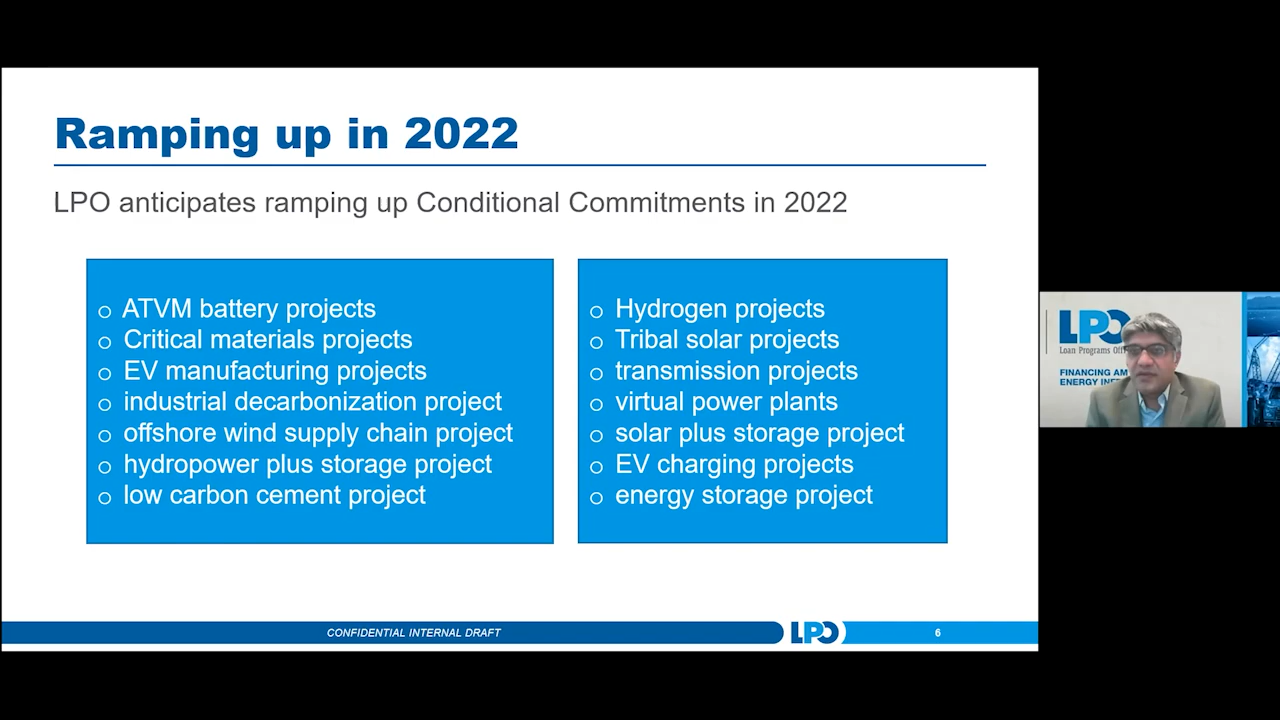 Ramping up in 2022
LPO anticipates ramping up Conditional Commitments in 2022
o ATVM battery projects
o Critical materials projects
o EV manufacturing projects
o industrial decarbonization project
o offshore wind supply chain project
o hydropower plus storage project
o low carbon cement project
o Hydrogen projects
o Tribal solar projects
o transmission projects
o virtual power plants
o solar plus storage project
o EV charging projects
o energy storage project
CONFIDENTIAL INTERNAL DRAFT
LPO
6
LPO
Loan Programs
FINANCING
ENERGY